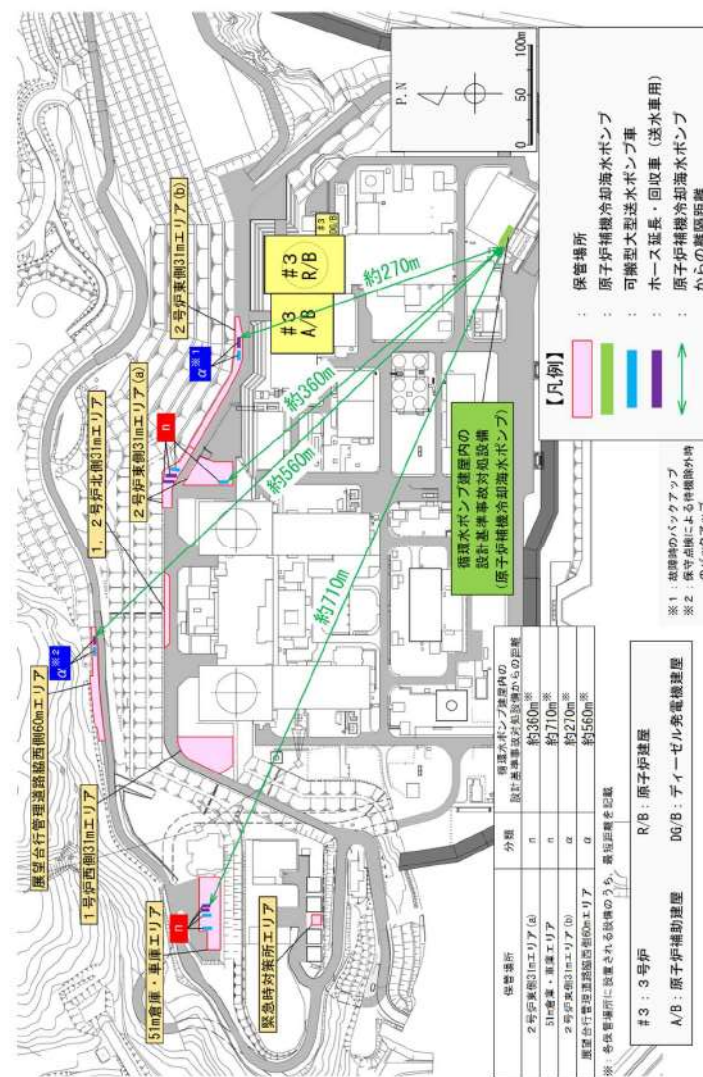 展望台行管理道路脇西側60mエリア
1号炉西側31mエリア
51m倉庫・車庫エリア
緊急時対策所エリア
1, 2号炉北側31mエリア
2号炉東側31mエリア(a)
2号炉東側31mエリア(b)
n
n
α※1
α※2
#3
R/B
#3
A/B
#3
DG/B
約270m
約360m
約560m
約710m
循環水ポンプ建屋内の
設計基準事故対処設備
(原子炉補機冷却海水ポンプ)
P.N
0 50 100m
【凡例】
: 保管場所
: 原子炉補機冷却海水ポンプ
: 可搬型大型送水ポンプ車
: ホース延長・回収車(送水車用)
: 原子炉補機冷却海水ポンプ
からの離隔距離
※1:故障時のバックアップ
※2:保守点検による待機除外時
のバックアップ
保管場所 分類 循環水ポンプ建屋内の
設計基準事故対処設備からの距離
2号炉東側31mエリア(a) n 約360m※
51m倉庫・車庫エリア n 約710m※
2号炉東側31mエリア(b) α 約270m※
展望台行管理道路脇西側60mエリア α 約560m※
※:各保管場所に設置される設備のうち、最短距離を記載
#3:3号炉 R/B:原子炉建屋
A/B:原子炉補助建屋 DG/B:ディーゼル発電機建屋